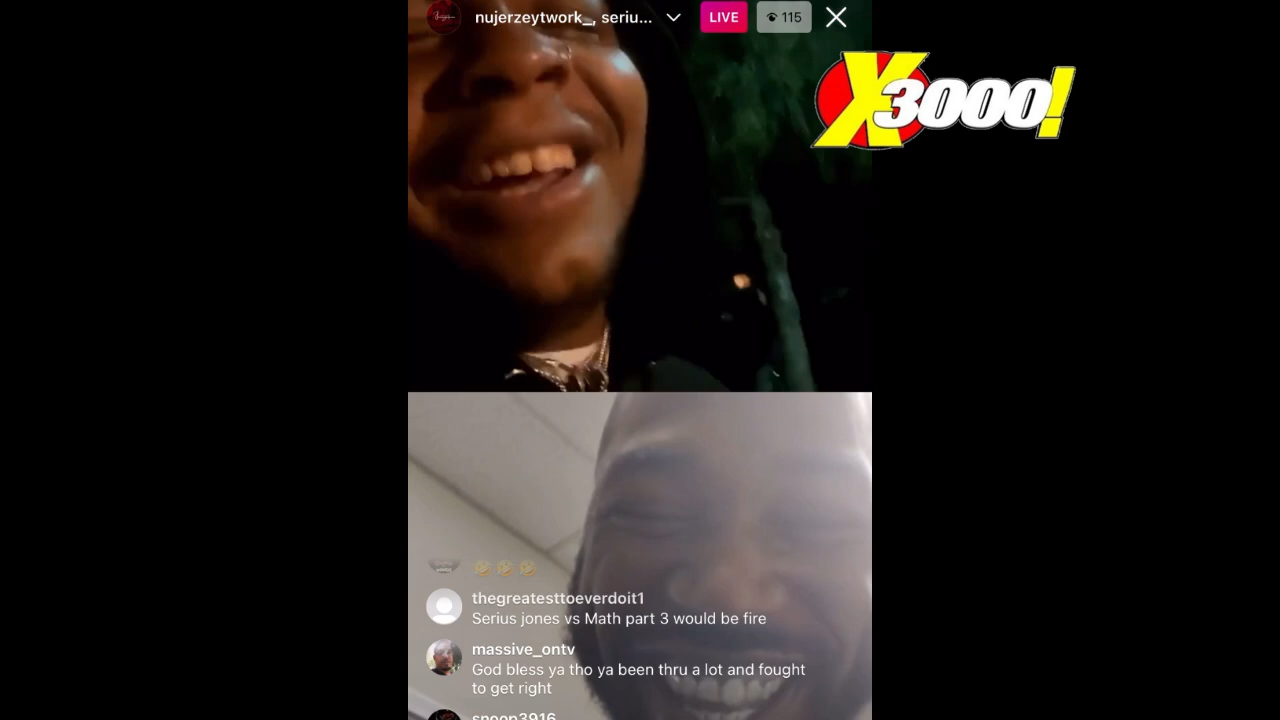 nujerzeytwork_, seriu...
LIVE
115
X3000!
thegreatesttoeverdoit1
Serius jones vs Math part 3 would be fire
massive_ontv
God bless ya tho ya been thru a lot and fought
to get right
snoop3916